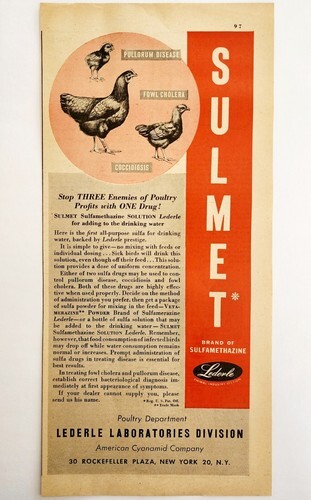 97
PULLORUM DISEASE
FOWL CHOLERA
COCCIDIOSIS
SULMET*
BRAND OF
SULFAMETHAZINE
Lederle
Stop THREE Enemies of Poultry
Profits with ONE Drug!
SULMET Sulfamethazine SOLUTION Lederle
for adding to the drinking water
Here is the first all-purpose sulfa for drinking
water, backed by Lederle prestige.
It is simple to give—no mixing with feeds or
individual dosing . . . Sick birds will drink this
solution, even though off their feed . . . This solu-
tion provides a dose of uniform concentration.
Either of two sulfa drugs may be used to con-
trol pullorum disease, coccidiosis and fowl
cholera. Both of these drugs are highly effec-
tive when used properly. Decide on the method
of administration you prefer, then get a package
of sulfa powder for mixing in the feed—VETA-
MERAZINE** POWDER Brand of Sulfamerazine
Lederle—or a bottle of sulfa solution that may
be added to the drinking water—SULMET
Sulfamethazine SOLUTION Lederle. Remember,
however, that food consumption of infected birds
may drop off while water consumption remains
normal or increases. Prompt administration of
sulfa drugs in treating disease is essential for
best results.
In treating fowl cholera and pullorum disease,
establish correct bacteriological diagnosis imme-
diately at first appearance of symptoms.
If your dealer cannot supply you, please
send us his name.
*Reg. U. S. Pat. Off.
**Trade Mark
Poultry Department
LEDERLE LABORATORIES DIVISION
American Cyanamid Company
30 ROCKEFELLER PLAZA, NEW YORK 20, N.Y.